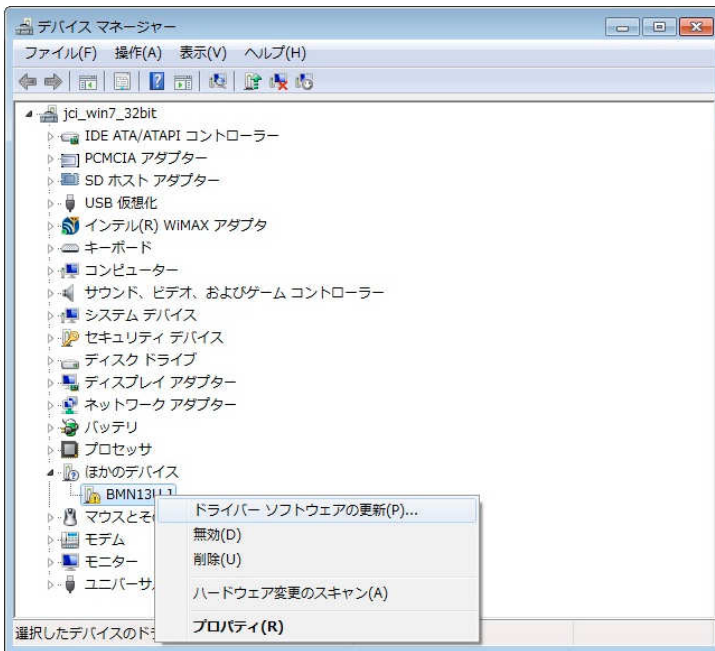 デバイス マネージャー
ファイル(F) 操作(A) 表示(V) ヘルプ(H)
jci_win7_32bit
IDE ATA/ATAPI コントローラー
PCMCIA アダプター
SD ホスト アダプター
USB 仮想化
インテル(R) WiMAX アダプタ
キーボード
コンピューター
サウンド、ビデオ、およびゲーム コントローラー
システム デバイス
セキュリティ デバイス
ディスク ドライブ
ディスプレイ アダプター
ネットワーク アダプター
バッテリ
プロセッサ
ほかのデバイス
BMN13U
マウスとそ
モデム
モニター
ユニバーサ
ドライバー ソフトウェアの更新(P)...
無効(D)
削除(U)
ハードウェア変更のスキャン(A)
プロパティ(R)
選択したデバイスのド